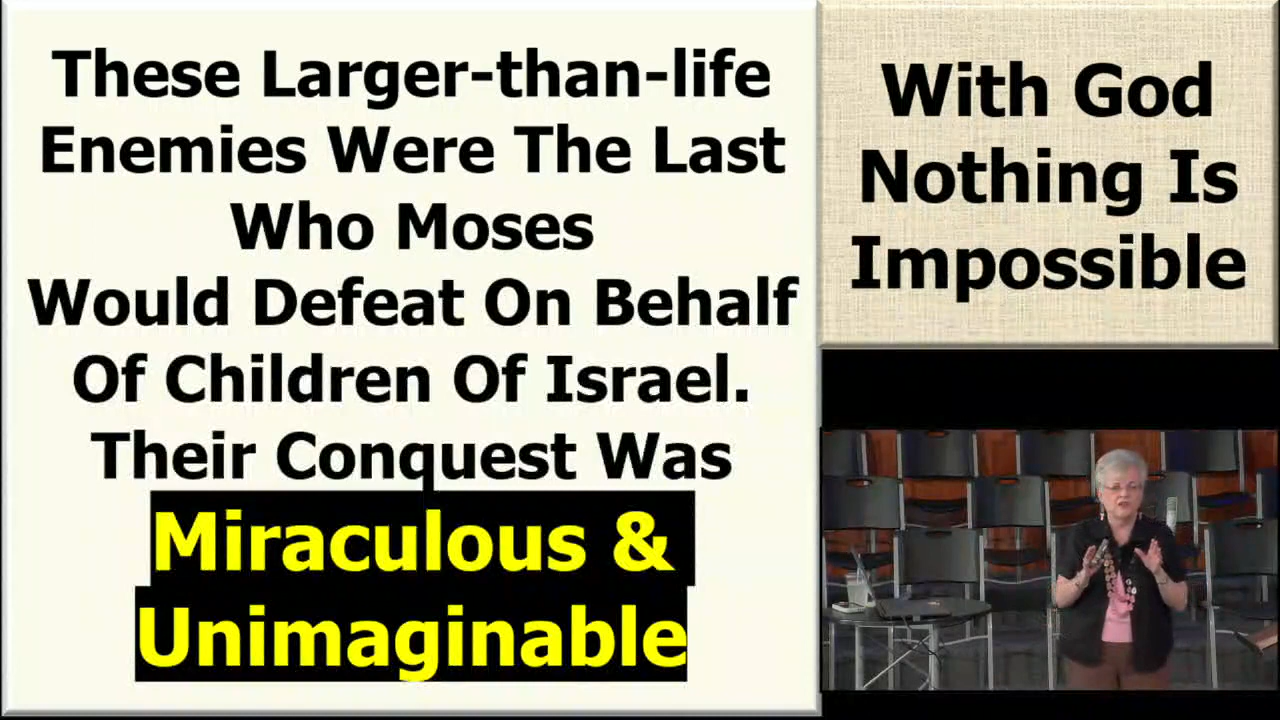 These Larger-than-life
Enemies Were The Last
Who Moses
Would Defeat On Behalf
Of Children Of Israel.
Their Conquest Was
Miraculous &
Unimaginable
With God
Nothing Is
Impossible